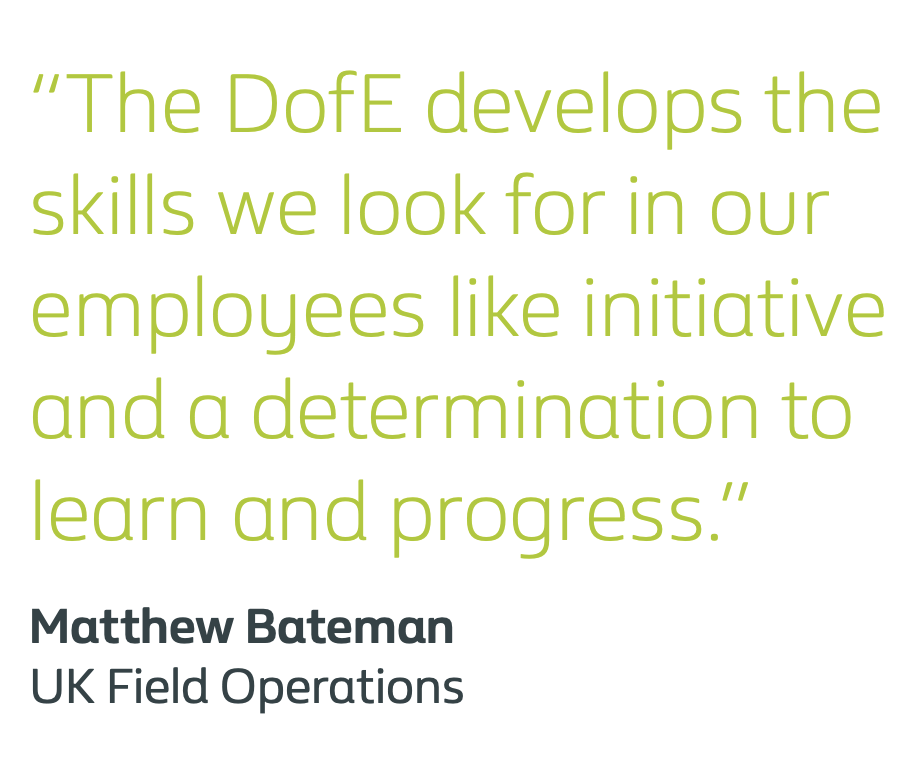 “The DofE develops the
skills we look for in our
employees like initiative
and a determination to
learn and progress.”
Matthew Bateman
UK Field Operations